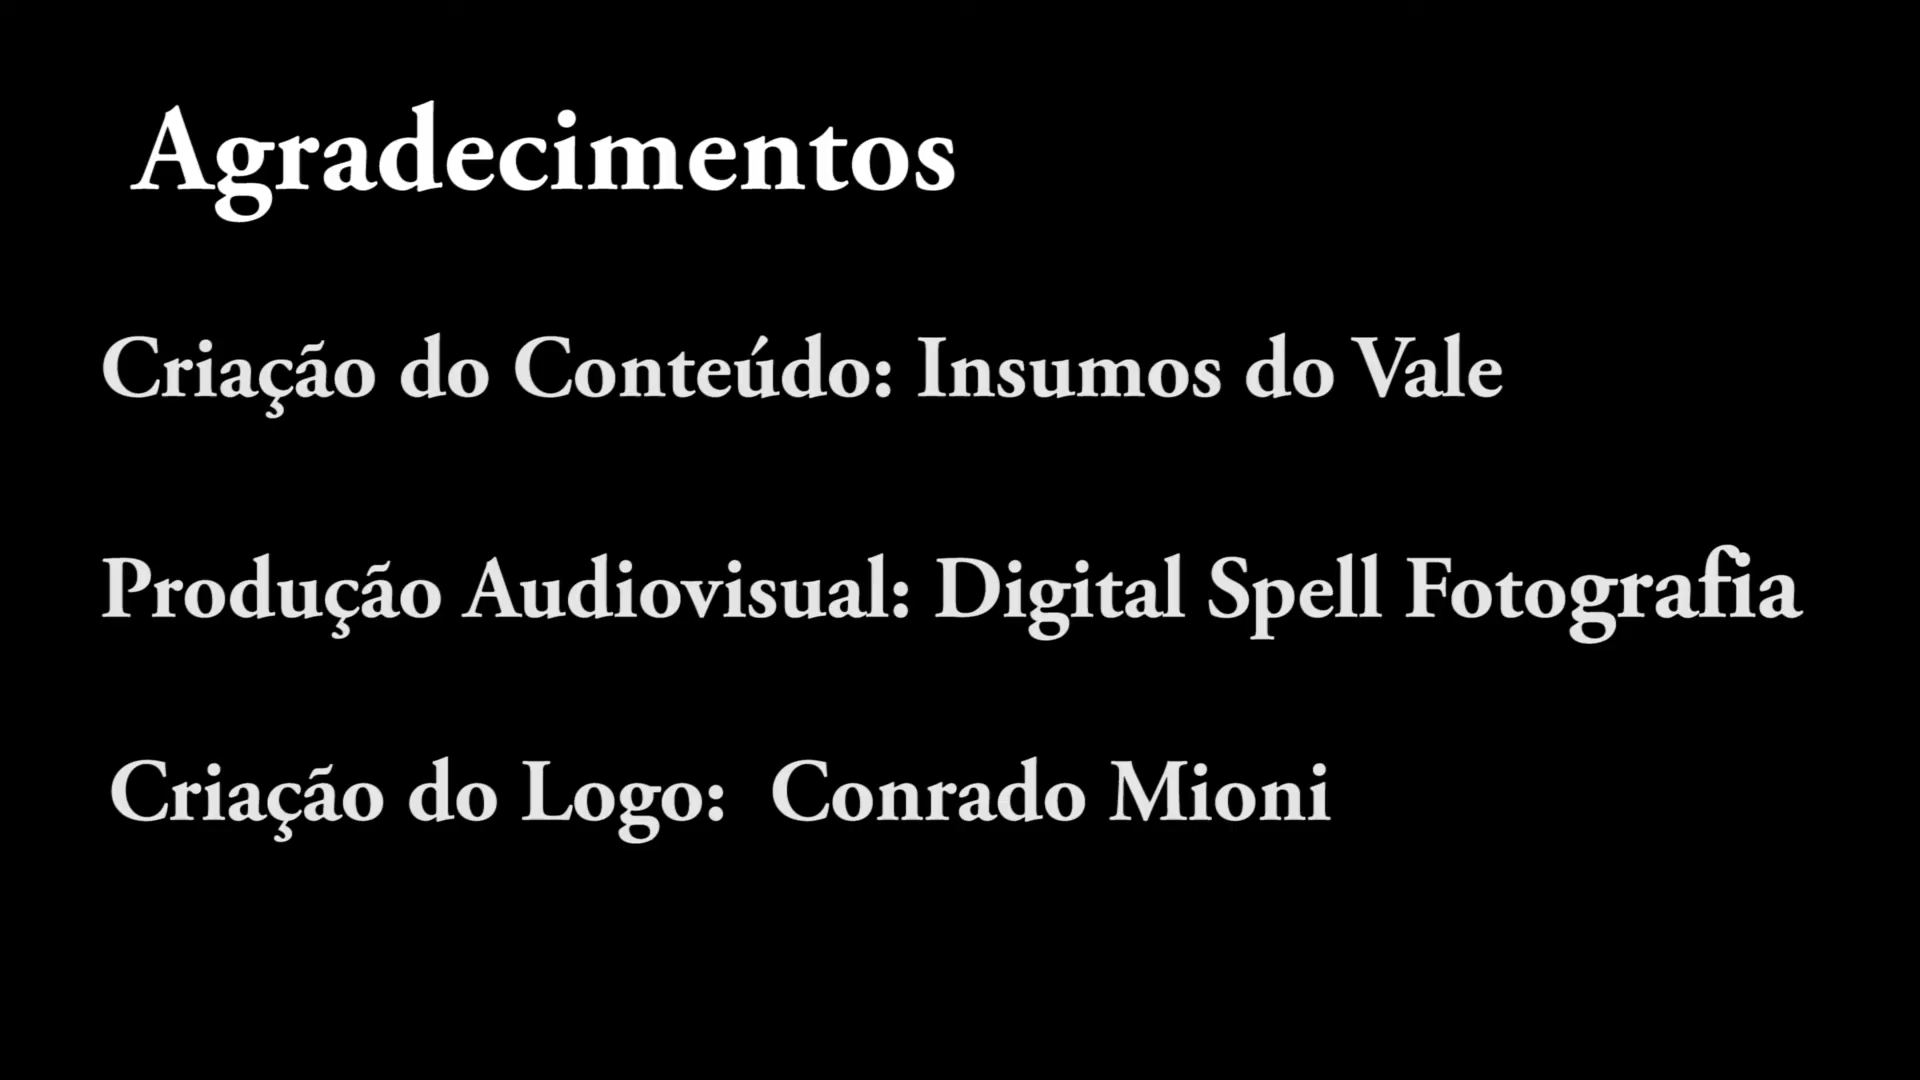 Agradecimentos
Criação do Conteúdo: Insumos do Vale
Produção Audiovisual: Digital Spell Fotografia
Criação do Logo: Conrado Mioni